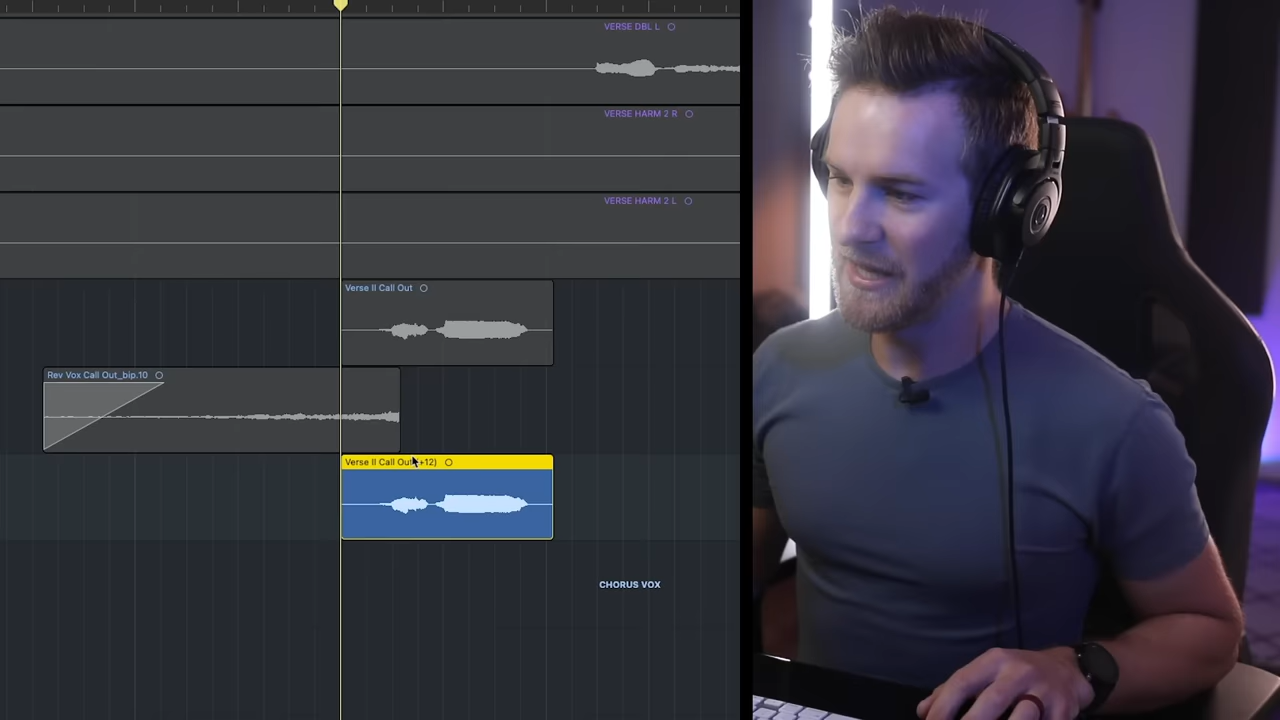 VERSE DBL L
VERSE HARM 2 R
VERSE HARM 2 L
Verse II Call Out
Rev Vox Call Out_bip.10
Verse II Call Out +12)
CHORUS VOX